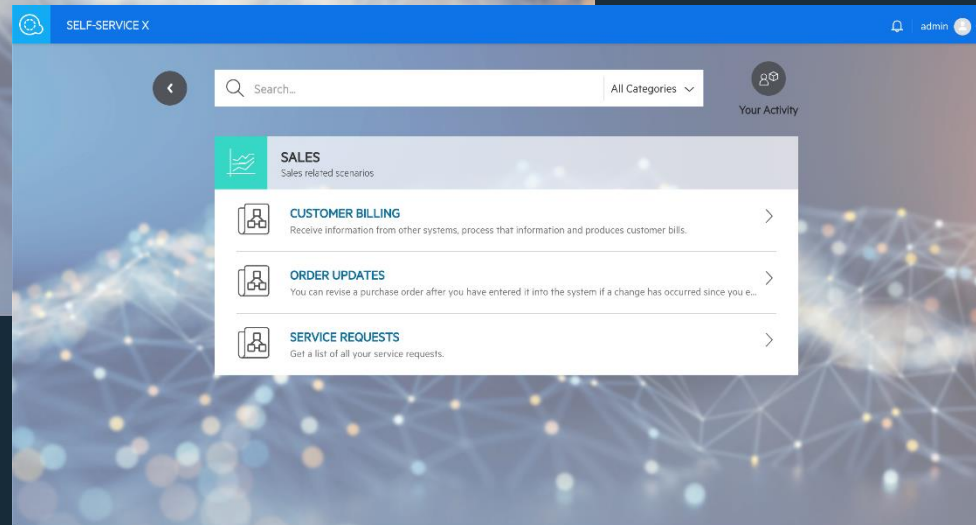 SELF-SERVICE X
admin
Search...
All Categories
Your Activity
SALES
Sales related scenarios
CUSTOMER BILLING
Receive information from other systems, process that information and produces customer bills.
ORDER UPDATES
You can revise a purchase order after you have entered it into the system if a change has occurred since you e...
SERVICE REQUESTS
Get a list of all your service requests.